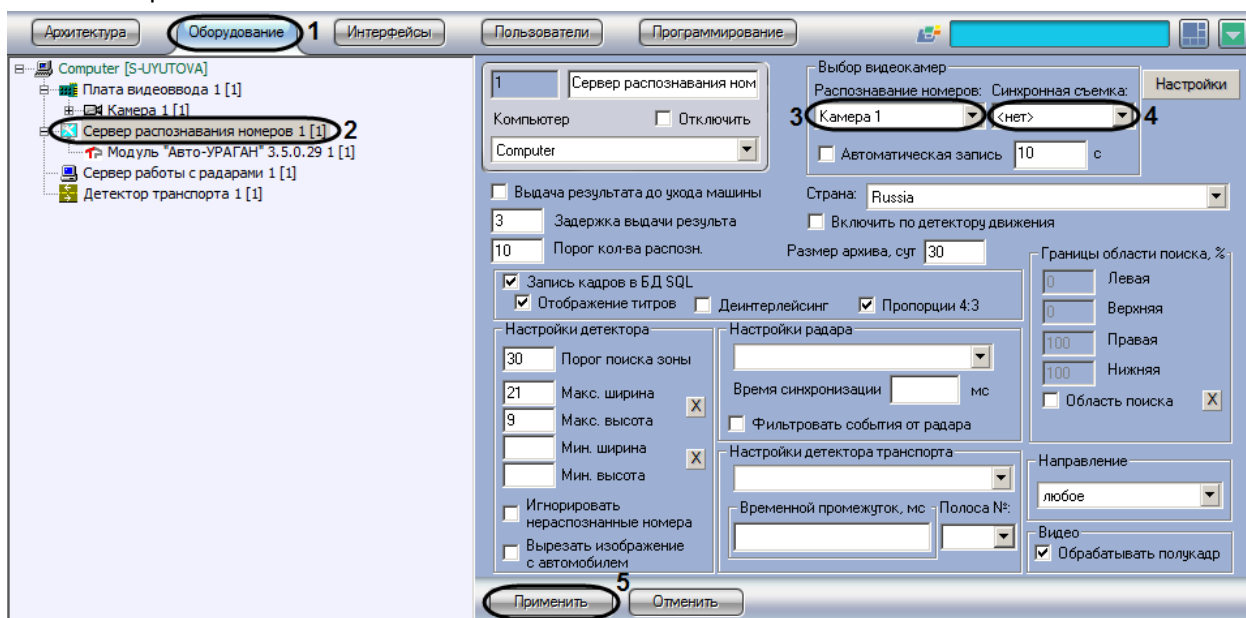 Архитектура Оборудование 1 Интерфейсы Пользователи Программирование
Computer [S-UYUTOVA]
Плата видеоввода 1 [1]
Камера 1 [1]
Сервер распознавания номеров 1 [1] 2
Модуль "Авто-УРАГАН" 3.5.0.29 1 [1]
Сервер работы с радарами 1 [1]
Детектор транспорта 1 [1]
1 Сервер распознавания ном
Компьютер Отключить
Computer
Выбор видеокамер
Распознавание номеров: Синхронная съемка:
3 Камера 1 <нет> 4
Автоматическая запись 10 с
Настройки
Выдача результата до ухода машины
3 Задержка выдачи результа
10 Порог кол-ва распозн.
Страна: Russia
Включить по детектору движения
Размер архива, сут 30
Запись кадров в БД SQL
Отображение титров Деинтерлейсинг Пропорции 4:3
Границы области поиска, %
0 Левая
0 Верхняя
100 Правая
100 Нижняя
Область поиска X
Настройки детектора
30 Порог поиска зоны
21 Макс. ширина
X
9 Макс. высота
Мин. ширина
X
Мин. высота
Игнорировать
нераспознанные номера
Вырезать изображение
с автомобилем
Настройки радара
Время синхронизации мс
Фильтровать события от радара
Настройки детектора транспорта
Временной промежуток, мс Полоса №:
Направление
любое
Видео
Обрабатывать полукадр
5
Применить Отменить